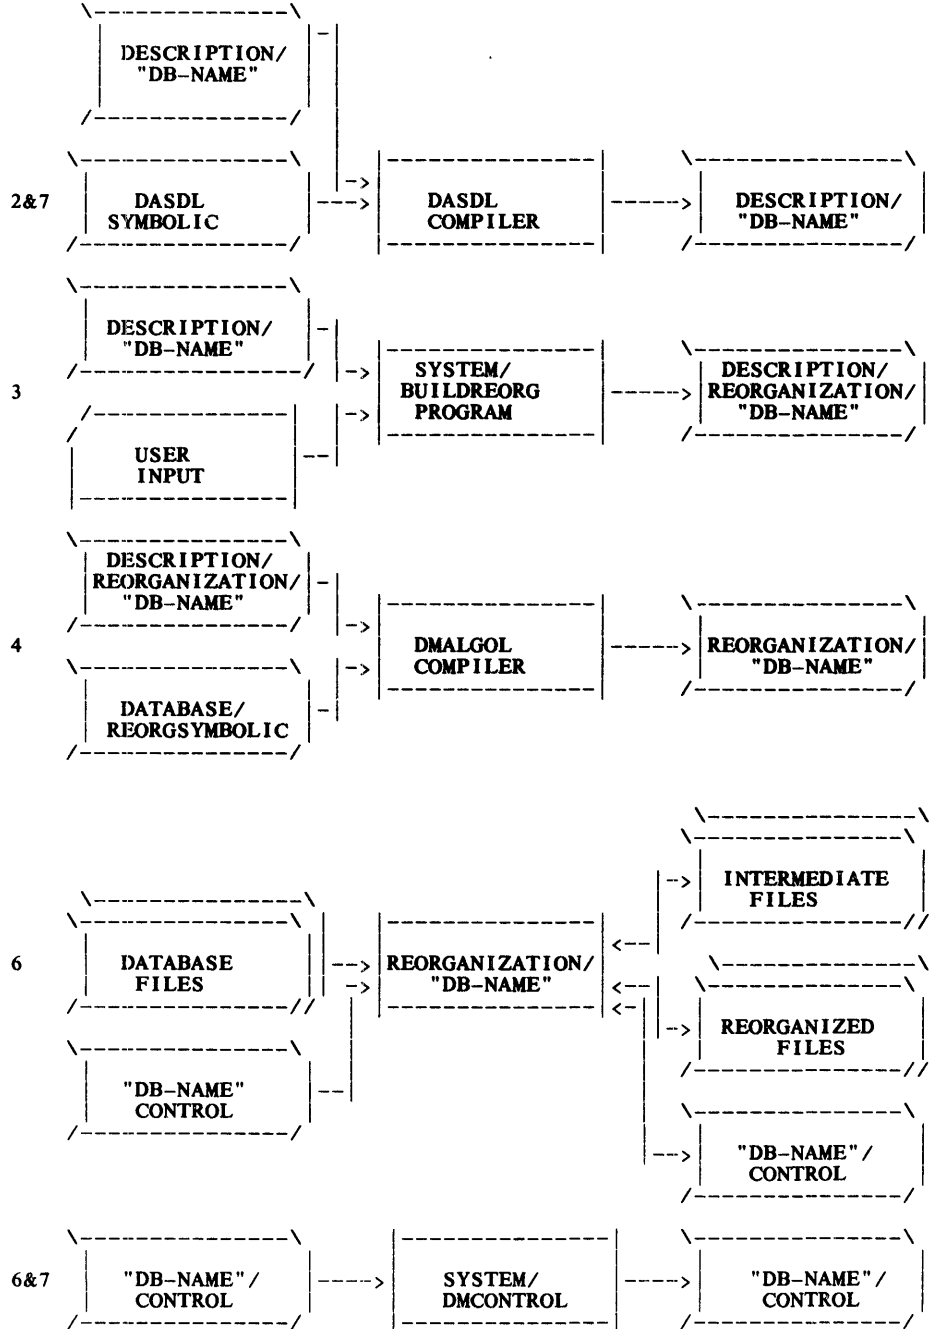 DESCRIPTION/
"DB-NAME"
2&7
DASDL
SYMBOLIC
DASDL
COMPILER
DESCRIPTION/
"DB-NAME"
3
DESCRIPTION/
"DB-NAME"
USER
INPUT
SYSTEM/
BUILDREORG
PROGRAM
DESCRIPTION/
REORGANIZATION/
"DB-NAME"
4
DESCRIPTION/
REORGANIZATION/
"DB-NAME"
DATABASE/
REORGSYMBOLIC
DMALGOL
COMPILER
REORGANIZATION/
"DB-NAME"
6
DATABASE
FILES
"DB-NAME"
CONTROL
REORGANIZATION/
"DB-NAME"
INTERMEDIATE
FILES
REORGANIZED
FILES
"DB-NAME"/
CONTROL
6&7
"DB-NAME"/
CONTROL
SYSTEM/
DMCONTROL
"DB-NAME"/
CONTROL